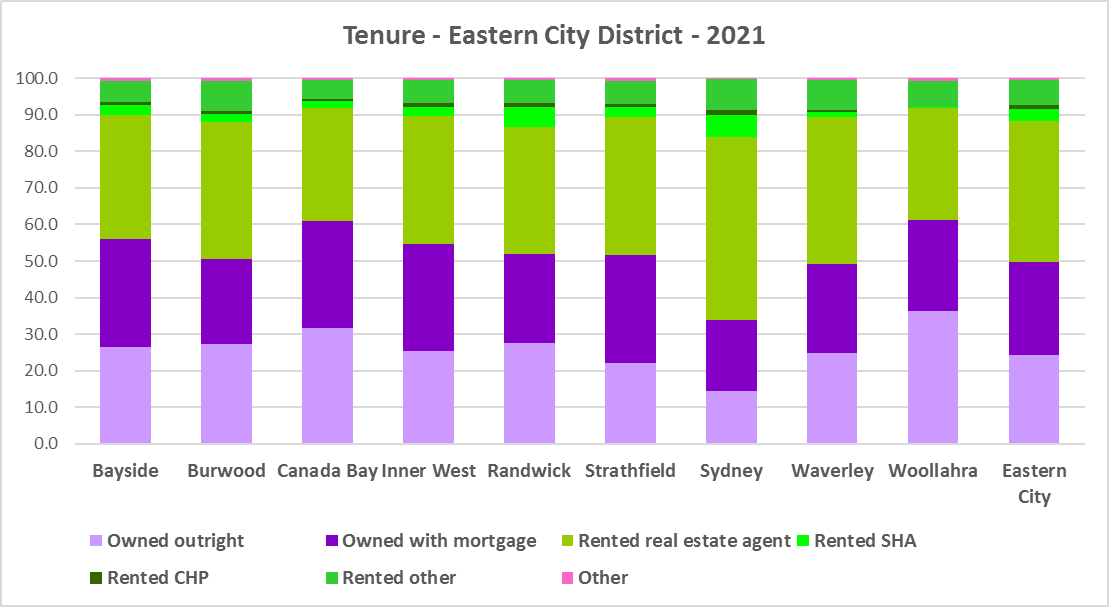 Tenure - Eastern City District - 2021
100.0
90.0
80.0
70.0
60.0
50.0
40.0
30.0
20.0
10.0
0.0
Bayside Burwood Canada Bay Inner West Randwick Strathfield Sydney Waverley Woollahra Eastern
City
Owned outright Owned with mortgage Rented real estate agent Rented SHA
Rented CHP Rented other Other